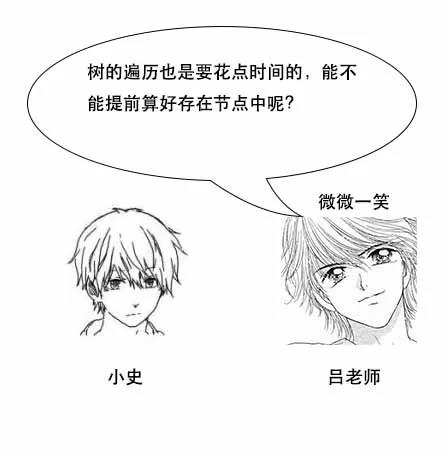 树的遍历也是要花点时间的，能不
能提前算好存在节点中呢？
微微一笑
小史
吕老师